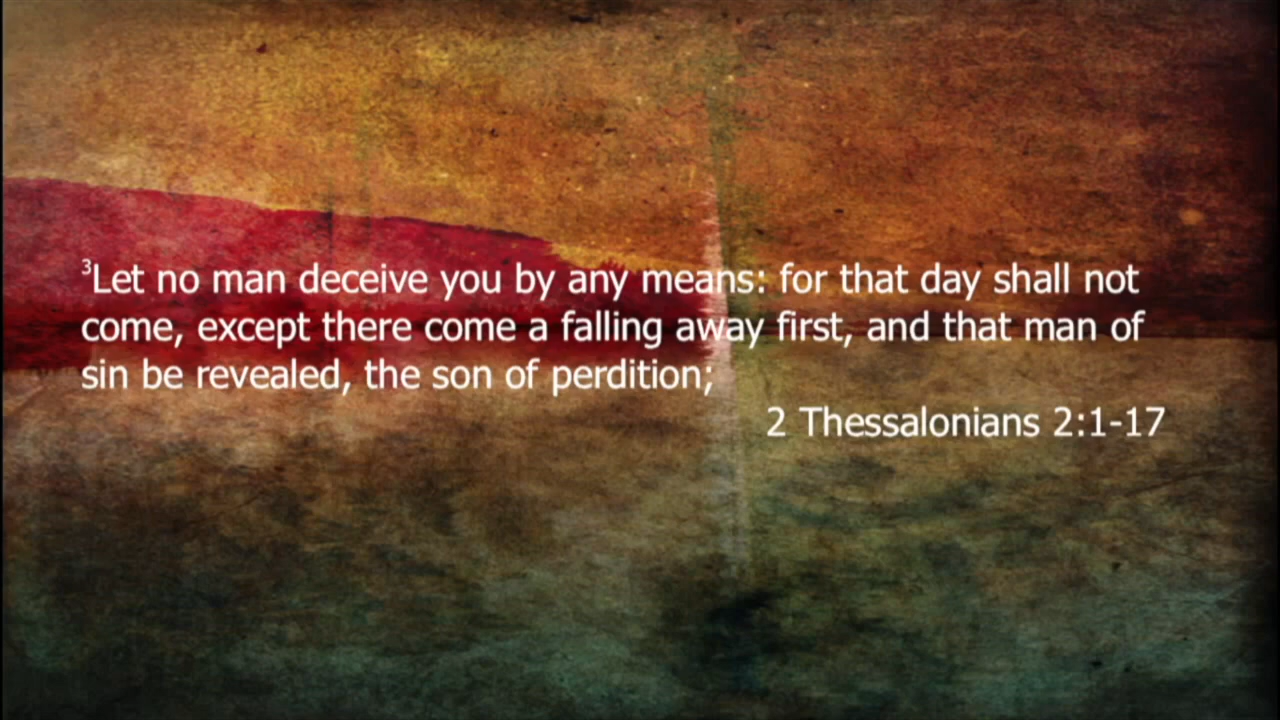 ³Let no man deceive you by any means: for that day shall not
come, except there come a falling away first, and that man of
sin be revealed, the son of perdition;
2 Thessalonians 2:1-17